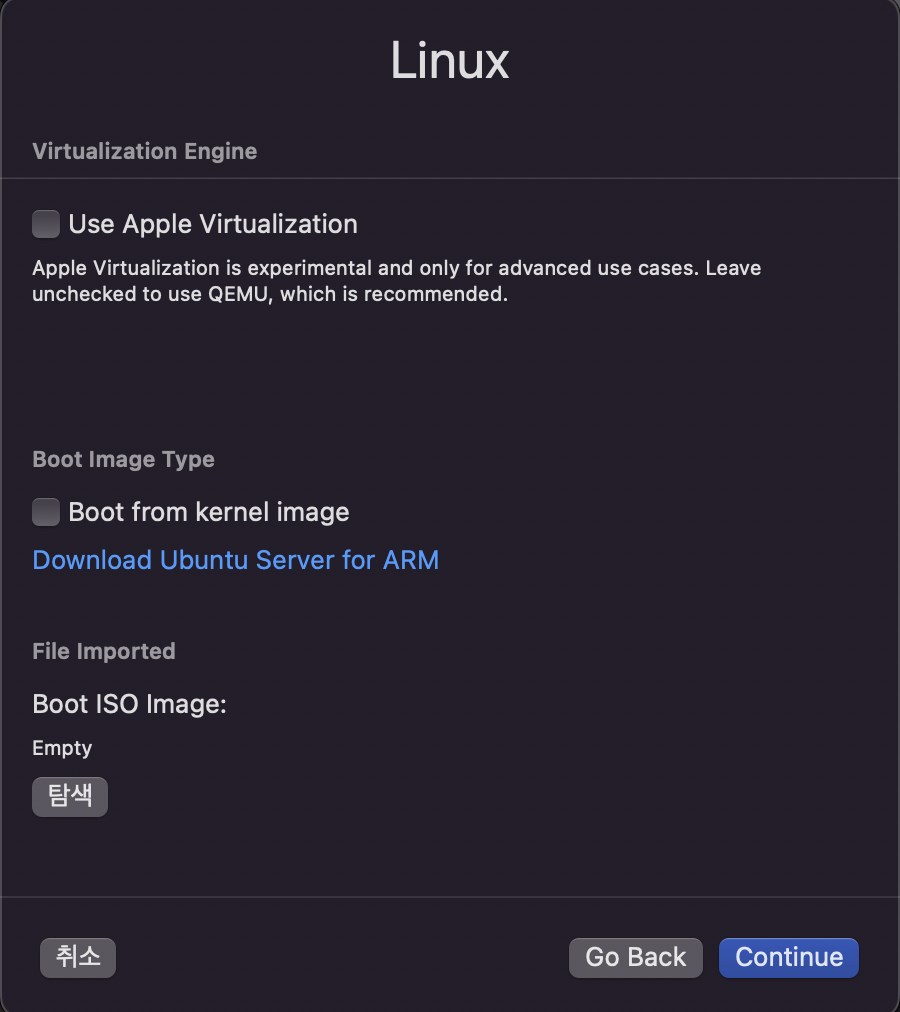 Linux
Virtualization Engine
Use Apple Virtualization
Apple Virtualization is experimental and only for advanced use cases. Leave
unchecked to use QEMU, which is recommended.
Boot Image Type
Boot from kernel image
Download Ubuntu Server for ARM
File Imported
Boot ISO Image:
Empty
탐색
취소
Go Back
Continue